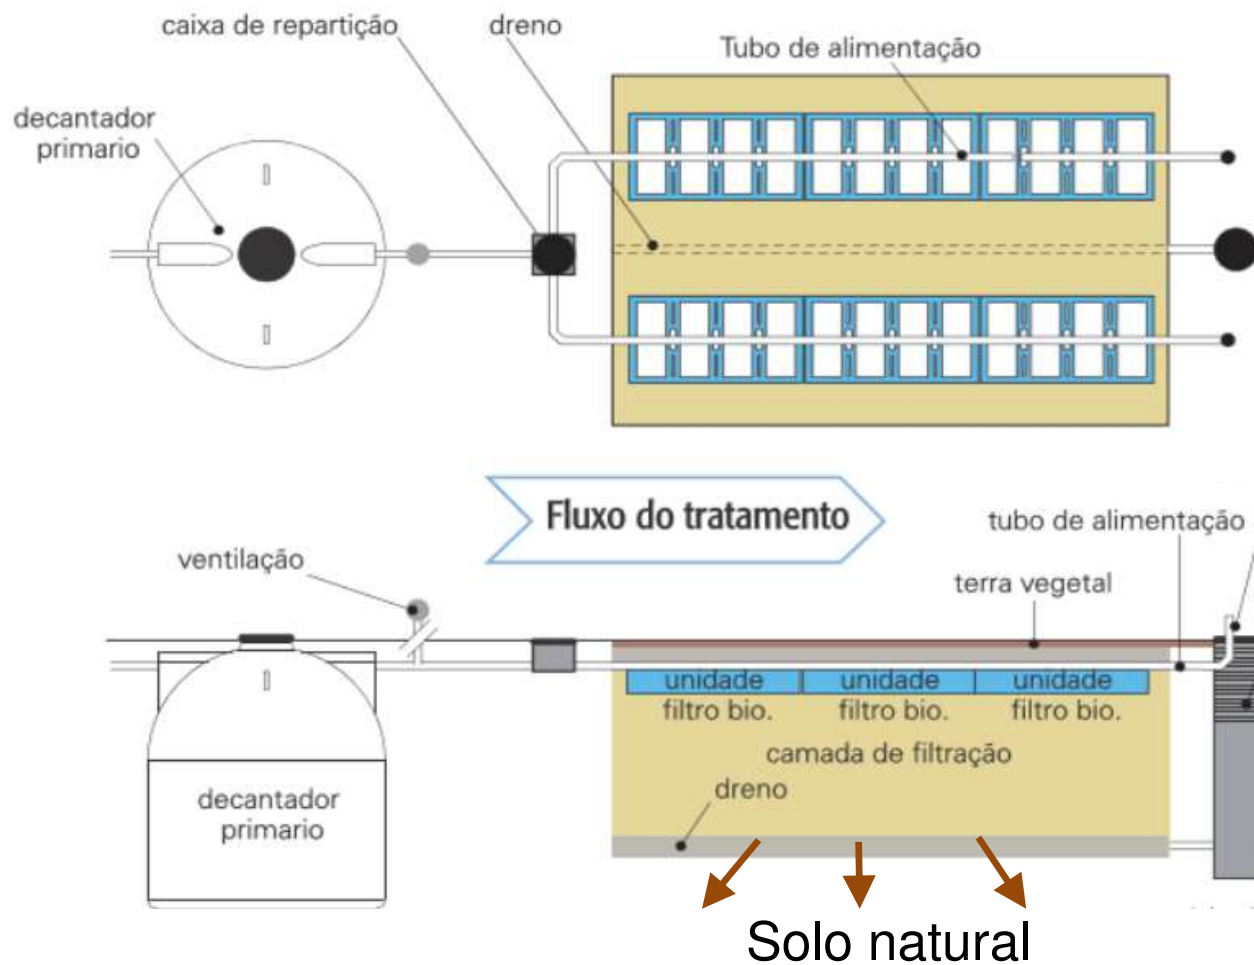 caixa de repartição
dreno
Tubo de alimentação
decantador
primario
Fluxo do tratamento
tubo de alimentação
ventilação
terra vegetal
unidade
filtro bio.
unidade
filtro bio.
unidade
filtro bio.
camada de filtração
dreno
decantador
primario
Solo natural